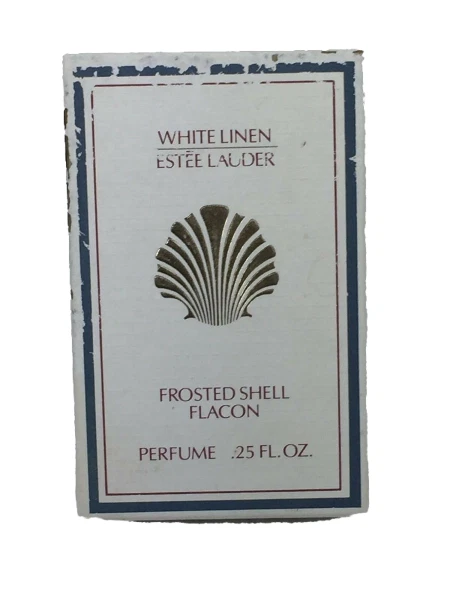 WHITE LINEN
ESTĒE LAUDER
FROSTED SHELL
FLACON
PERFUME .25 FL. OZ.